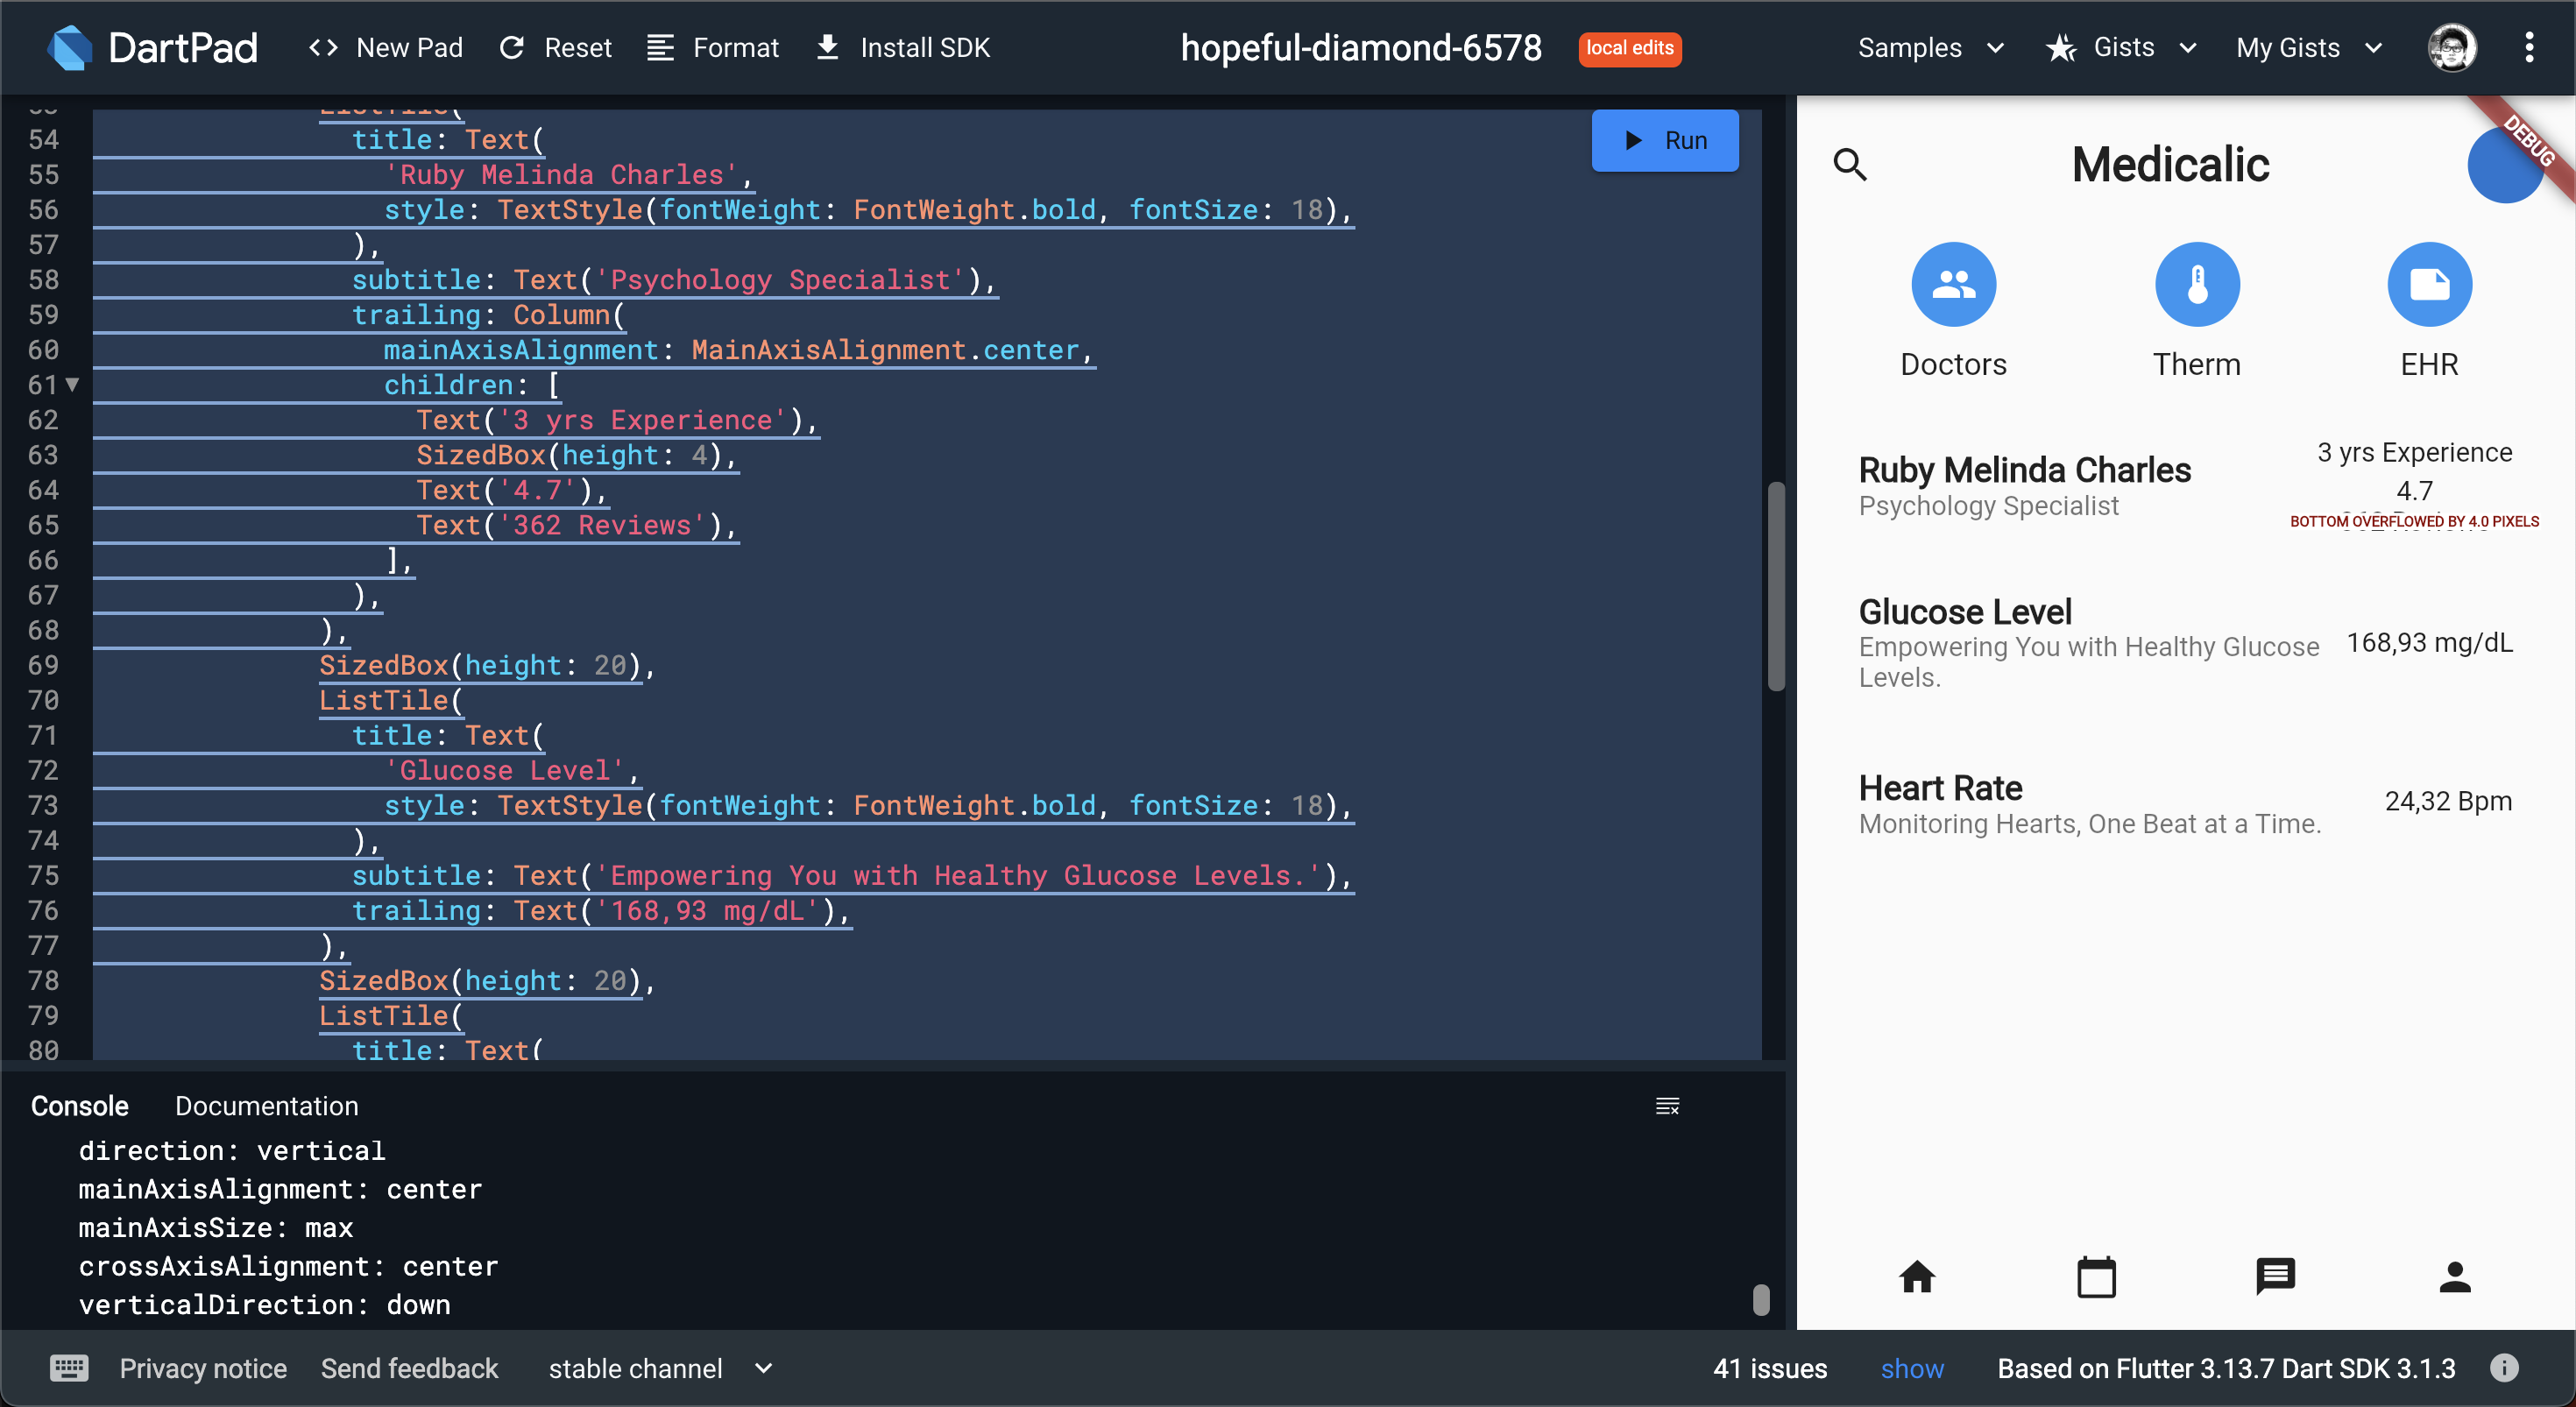 DartPad
<> New Pad
Reset
Format
Install SDK
hopeful-diamond-6578
local edits
Samples
Gists
My Gists
54 title: Text(
55 'Ruby Melinda Charles',
56 style: TextStyle(fontWeight: FontWeight.bold, fontSize: 18),
57 ),
58 subtitle: Text('Psychology Specialist'),
59 trailing: Column(
60 mainAxisAlignment: MainAxisAlignment.center,
61 children: [
62 Text('3 yrs Experience'),
63 SizedBox(height: 4),
64 Text('4.7'),
65 Text('362 Reviews'),
66 ],
67 ),
68 ),
69 SizedBox(height: 20),
70 ListTile(
71 title: Text(
72 'Glucose Level',
73 style: TextStyle(fontWeight: FontWeight.bold, fontSize: 18),
74 ),
75 subtitle: Text('Empowering You with Healthy Glucose Levels.'),
76 trailing: Text('168,93 mg/dL'),
77 ),
78 SizedBox(height: 20),
79 ListTile(
80 title: Text(
Run
Console
Documentation
direction: vertical
mainAxisAlignment: center
mainAxisSize: max
crossAxisAlignment: center
verticalDirection: down
Medicalic
DEBUG
Doctors
Therm
EHR
Ruby Melinda Charles
Psychology Specialist
3 yrs Experience
4.7
BOTTOM OVERFLOWED BY 4.0 PIXELS
Glucose Level
Empowering You with Healthy Glucose
Levels.
168,93 mg/dL
Heart Rate
Monitoring Hearts, One Beat at a Time.
24,32 Bpm
Privacy notice
Send feedback
stable channel
41 issues
show
Based on Flutter 3.13.7 Dart SDK 3.1.3